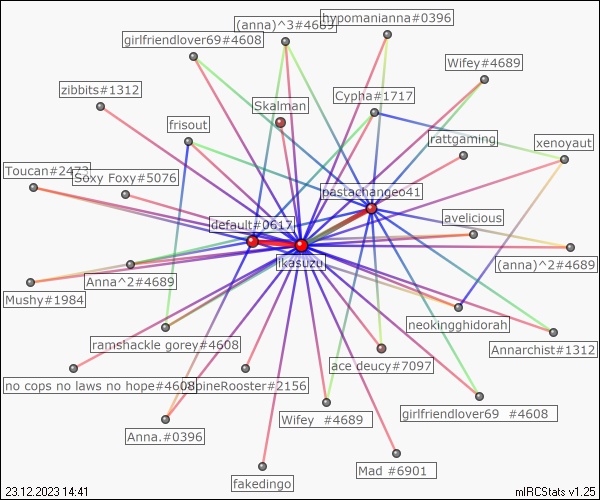 hypomanianna#0396
(anna)^3#4689
girlfriendlover69#4608
Wifey#4689
zibbits#1312
Cypha#1717
Skalman
frisout
rattgaming
xenoyaut
Toucan#2473
Soxy Foxy#5076
pastachangeo41
avelicious
default#0617
Ikasuzu
(anna)^2#4689
Anna^2#4689
Mushy#1984
neokingghidorah
ramshackle gorey#4608
Annarchist#1312
ace deucy#7097
no cops no laws no hope#4608
pineRooster#2156
Wifey #4689
girlfriendlover69 #4608
Anna.#0396
fakedingo
Mad #6901
23.12.2023 14:41
mIRCStats v1.25